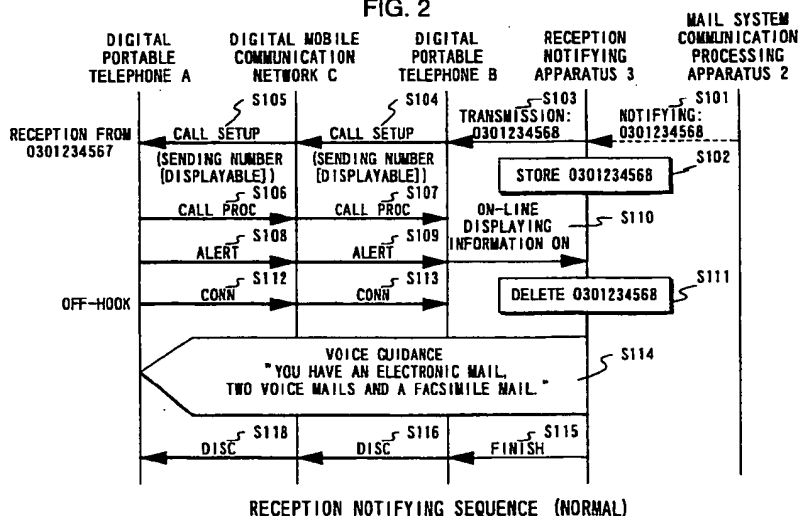 FIG. 2
DIGITAL
PORTABLE
TELEPHONE A
DIGITAL MOBILE
COMMUNICATION
NETWORK C
DIGITAL
PORTABLE
TELEPHONE B
RECEPTION
NOTIFYING
APPARATUS 3
MAIL SYSTEM
COMMUNICATION
PROCESSING
APPARATUS 2
S105
S104
S103
S101
RECEPTION FROM
0301234567
CALL SETUP
CALL SETUP
TRANSMISSION:
0301234568
NOTIFYING:
0301234568
(SENDING NUMBER
[DISPLAYABLE])
(SENDING NUMBER
[DISPLAYABLE])
STORE 0301234568
S102
S106
CALL PROC
S107
CALL PROC
ON-LINE
DISPLAYING
INFORMATION ON
S110
S108
ALERT
S109
ALERT
OFF-HOOK
S112
CONN
S113
CONN
DELETE 0301234568
S111
VOICE GUIDANCE
"YOU HAVE AN ELECTRONIC MAIL,
TWO VOICE MAILS AND A FACSIMILE MAIL."
S114
S118
DISC
S116
DISC
S115
FINISH
RECEPTION NOTIFYING SEQUENCE (NORMAL)